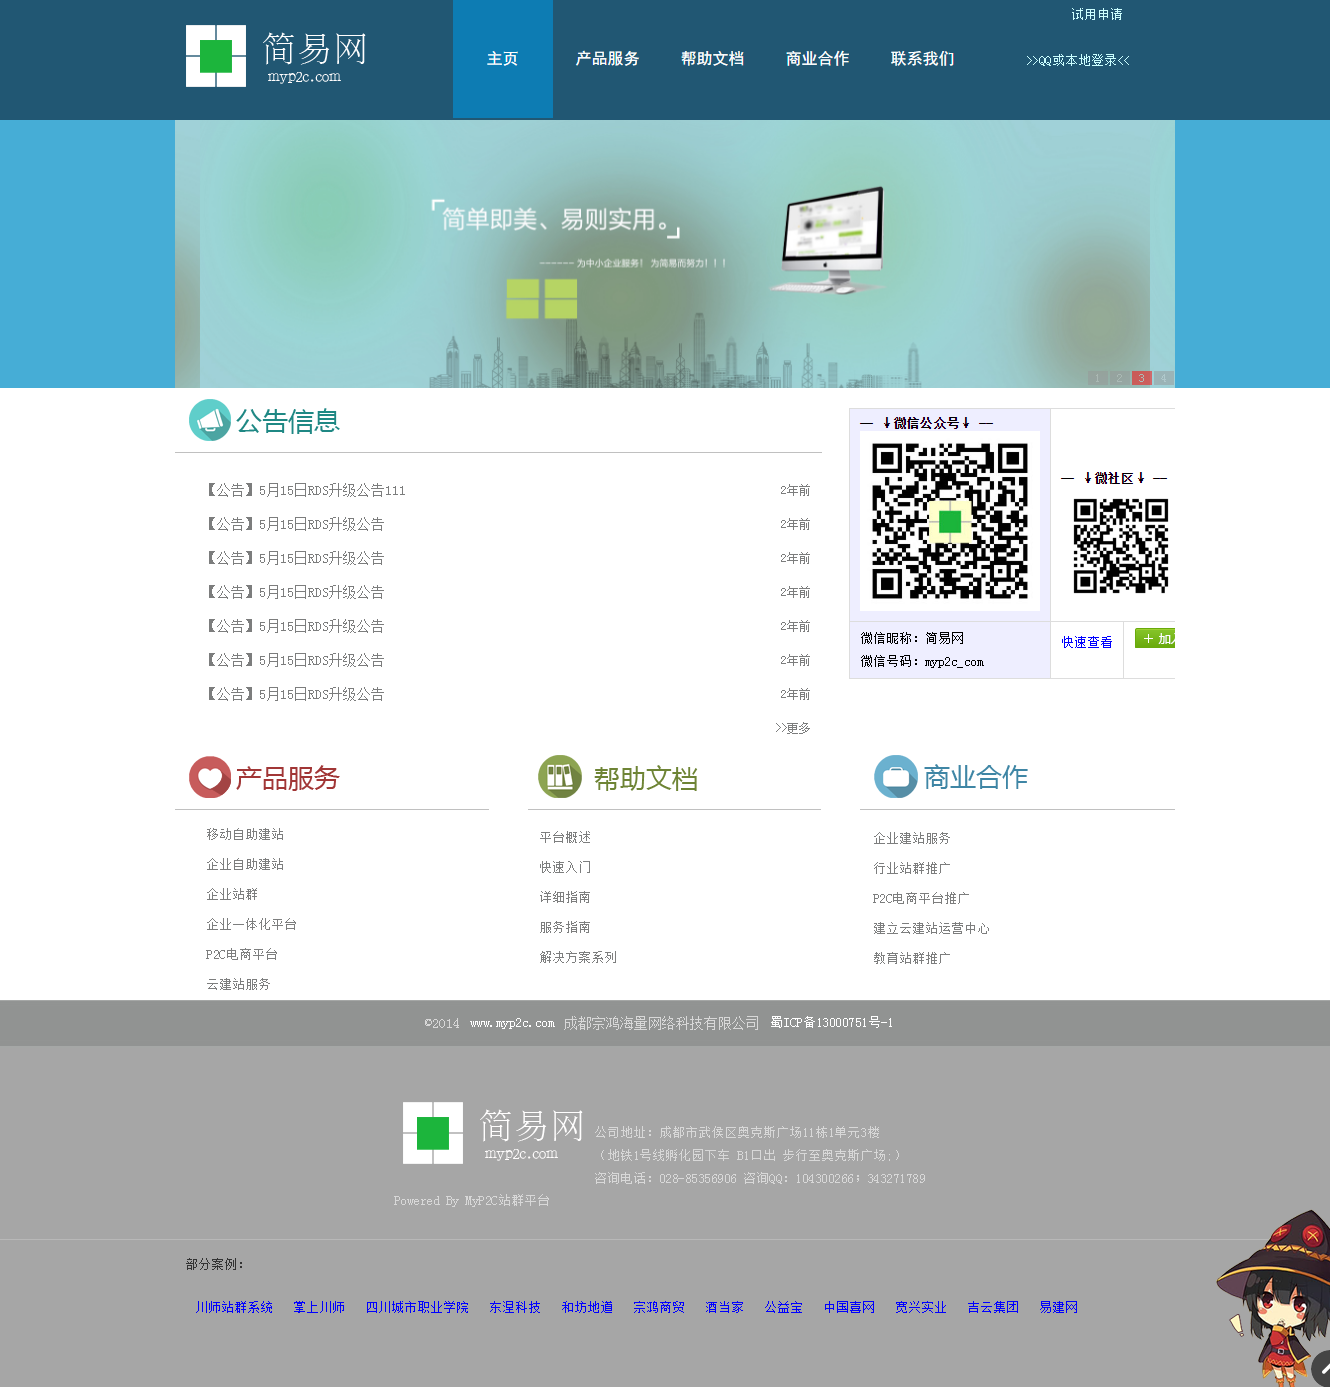 简易网
myp2c.com
主页
产品服务
帮助文档
商业合作
联系我们
试用申请
>>QQ或本地登录<<
简单即美、易则实用。
------ 为中小企业服务！ 为简易而努力！！！
1 2 3 4
公告信息
【公告】5月15日RDS升级公告111 2年前
【公告】5月15日RDS升级公告 2年前
【公告】5月15日RDS升级公告 2年前
【公告】5月15日RDS升级公告 2年前
【公告】5月15日RDS升级公告 2年前
【公告】5月15日RDS升级公告 2年前
【公告】5月15日RDS升级公告 2年前
>>更多
— ↓微信公众号↓ —
— ↓微社区↓ —
微信昵称：简易网
微信号码：myp2c_com
快速查看
+ 加入
产品服务
移动自助建站
企业自助建站
企业站群
企业一体化平台
P2C电商平台
云建站服务
帮助文档
平台概述
快速入门
详细指南
服务指南
解决方案系列
商业合作
企业建站服务
行业站群推广
P2C电商平台推广
建立云建站运营中心
教育站群推广
©2014 www.myp2c.com 成都宗鸿海量网络科技有限公司 蜀ICP备13000751号-1
简易网
myp2c.com
Powered By MyP2C站群平台
公司地址：成都市武侯区奥克斯广场11栋1单元3楼
（地铁1号线孵化园下车 B1口出 步行至奥克斯广场;）
咨询电话：028-85356906 咨询QQ：104300266；343271789
部分案例：
川师站群系统 掌上川师 四川城市职业学院 东涅科技 和坊地道 宗鸿商贸 酒当家 公益宝 中国喜网 宽兴实业 吉云集团 易建网